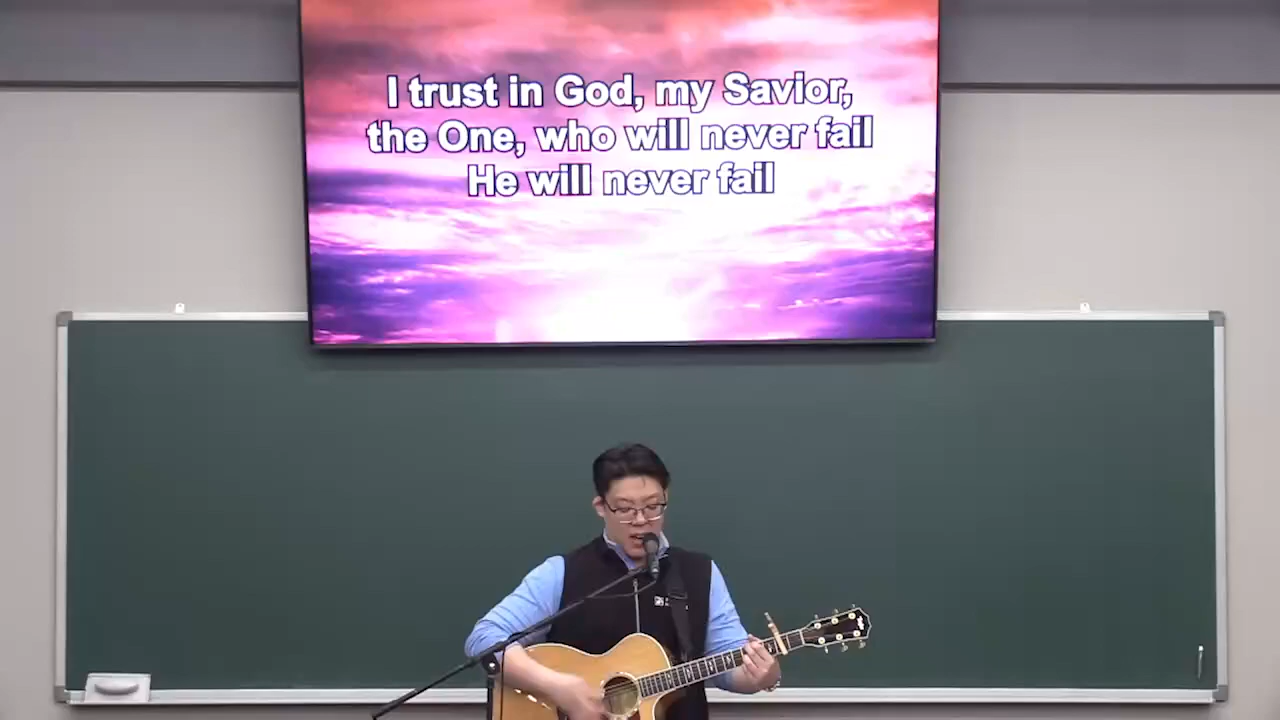 I trust in God, my Savior,
the One, who will never fail
He will never fail